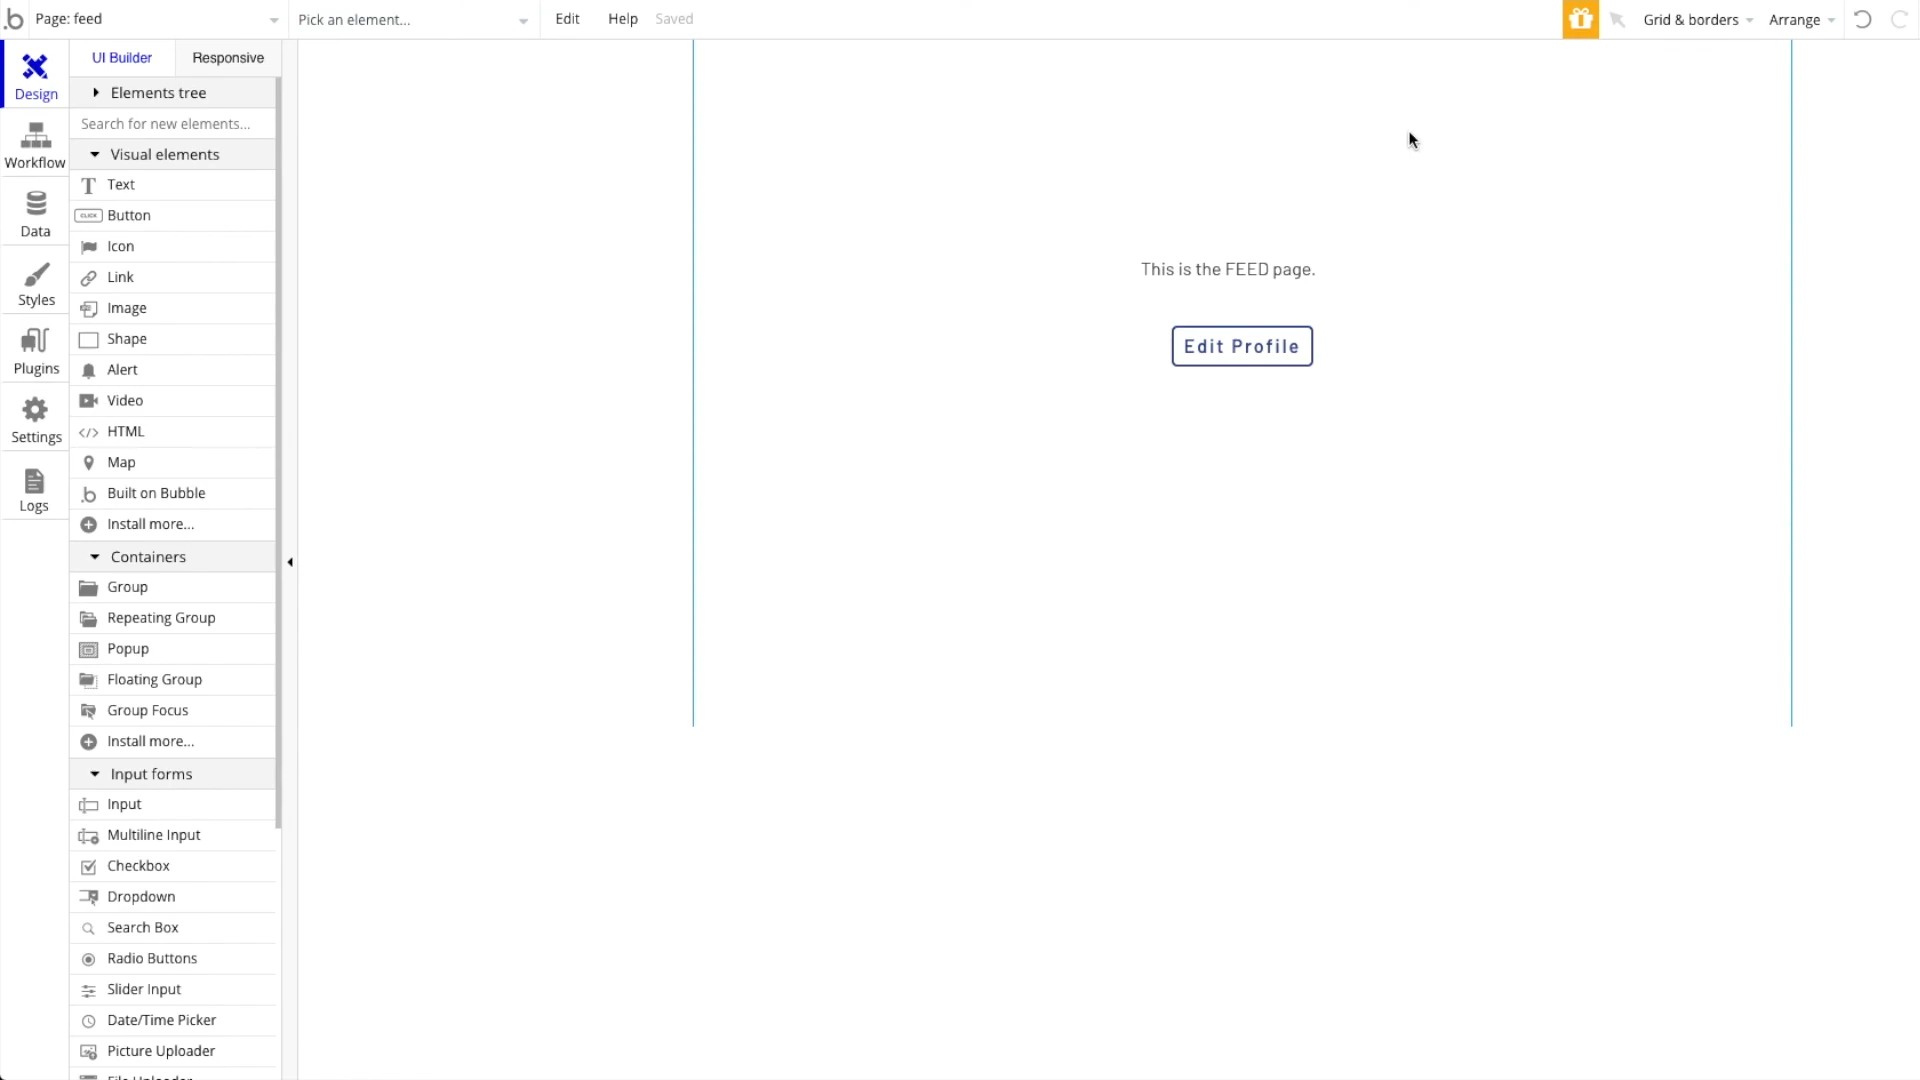 Page: feed
Pick an element...
Edit
Help
Saved
Grid & borders
Arrange
Design
Workflow
Data
Styles
Plugins
Settings
Logs
UI Builder
Responsive
Elements tree
Search for new elements...
Visual elements
Text
CLICK Button
Icon
Link
Image
Shape
Alert
Video
HTML
Map
Built on Bubble
Install more...
Containers
Group
Repeating Group
Popup
Floating Group
Group Focus
Install more...
Input forms
Input
Multiline Input
Checkbox
Dropdown
Search Box
Radio Buttons
Slider Input
Date/Time Picker
Picture Uploader
This is the FEED page.
Edit Profile